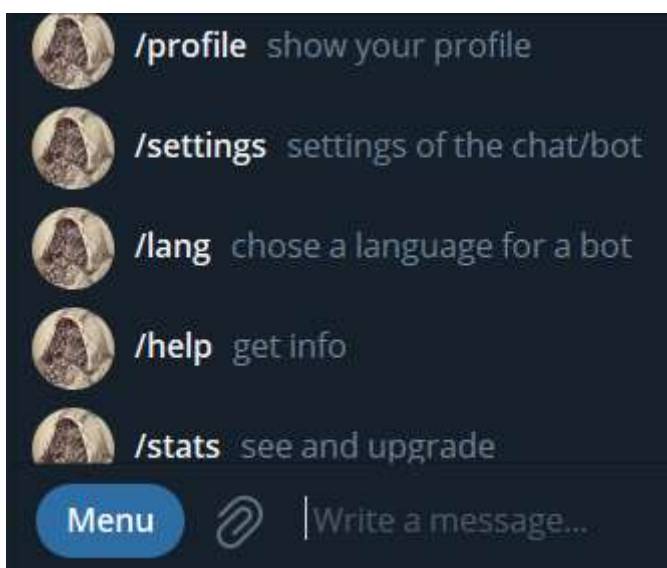 /profile show your profile
/settings settings of the chat/bot
/lang chose a language for a bot
/help get info
/stats see and upgrade
Menu Write a message...